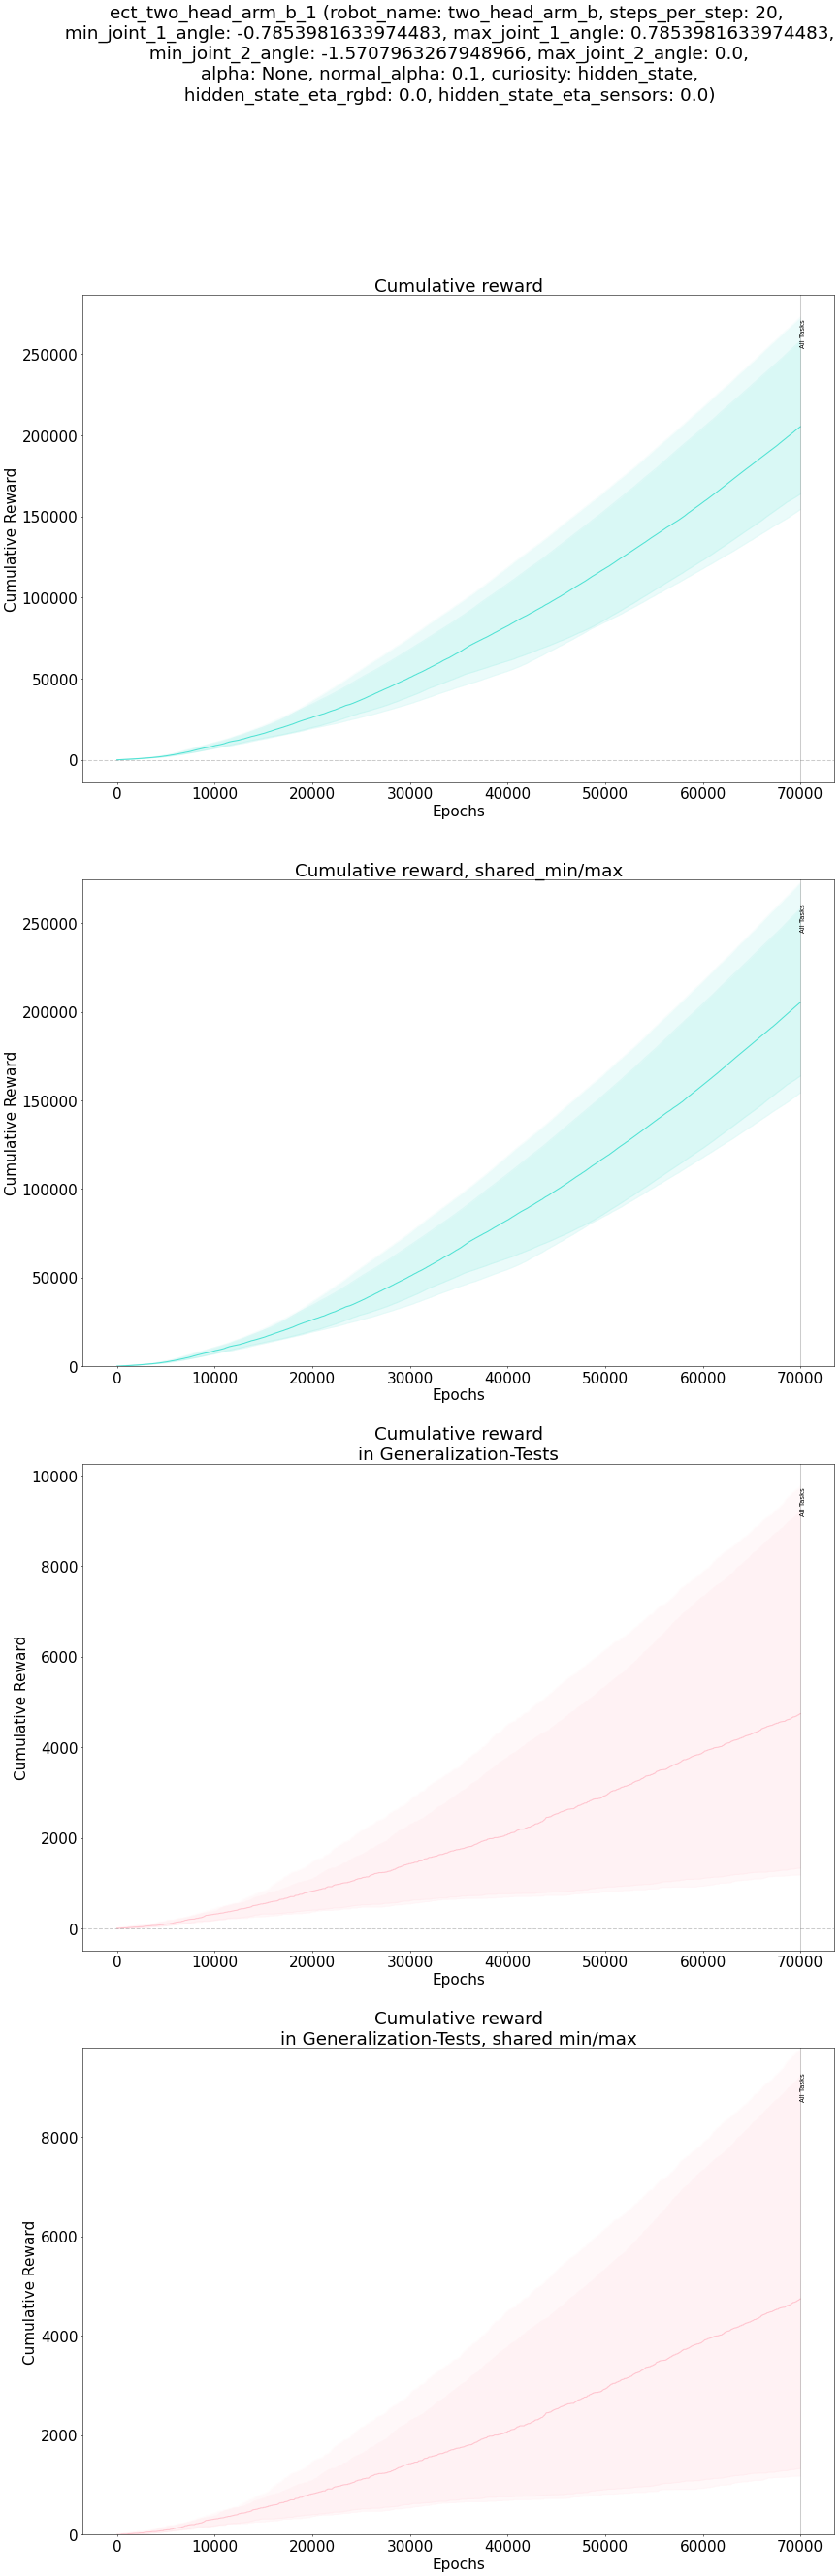 ect_two_head_arm_b_1 (robot_name: two_head_arm_b, steps_per_step: 20,
min_joint_1_angle: -0.7853981633974483, max_joint_1_angle: 0.7853981633974483,
min_joint_2_angle: -1.5707963267948966, max_joint_2_angle: 0.0,
alpha: None, normal_alpha: 0.1, curiosity: hidden_state,
hidden_state_eta_rgbd: 0.0, hidden_state_eta_sensors: 0.0)
Cumulative reward
All Tasks
250000
200000
150000
100000
50000
0
Cumulative Reward
0 10000 20000 30000 40000 50000 60000 70000
Epochs
Cumulative reward, shared_min/max
All Tasks
250000
200000
150000
100000
50000
0
Cumulative Reward
0 10000 20000 30000 40000 50000 60000 70000
Epochs
Cumulative reward
in Generalization-Tests
All Tasks
10000
8000
6000
4000
2000
0
Cumulative Reward
0 10000 20000 30000 40000 50000 60000 70000
Epochs
Cumulative reward
in Generalization-Tests, shared min/max
All Tasks
8000
6000
4000
2000
0
Cumulative Reward
0 10000 20000 30000 40000 50000 60000 70000
Epochs